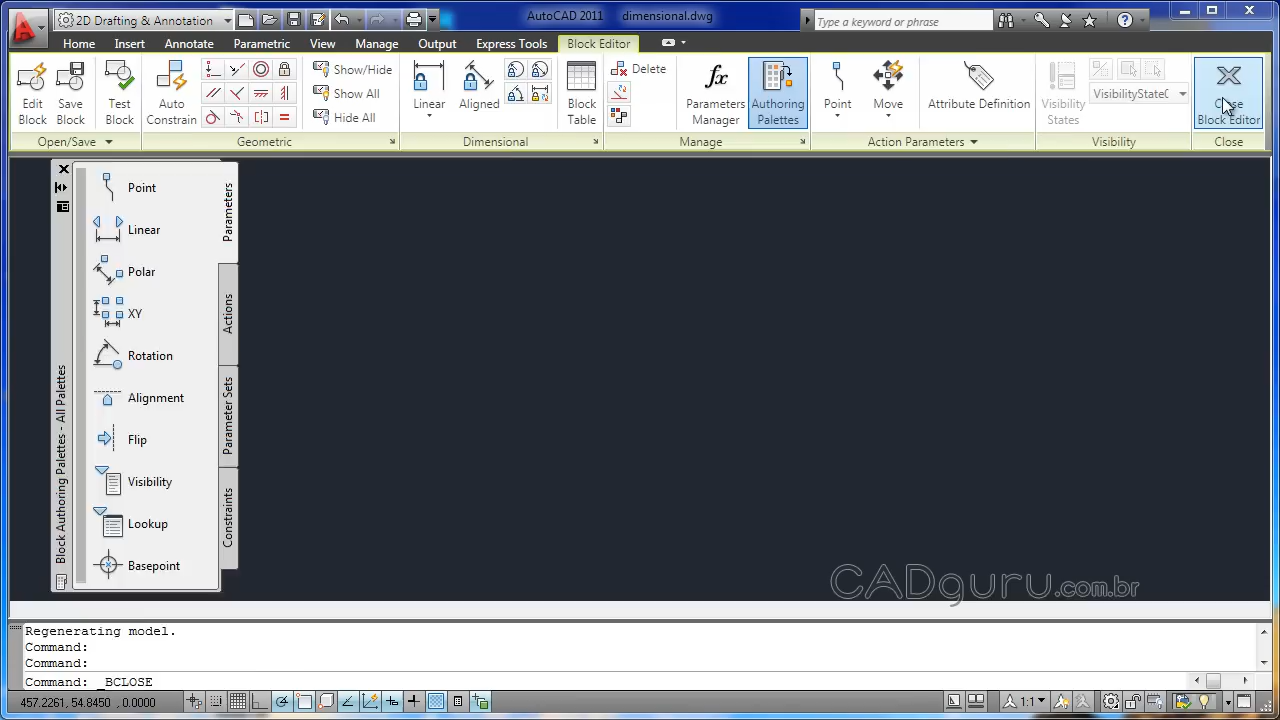 2D Drafting & Annotation
AutoCAD 2011 dimensional.dwg
Type a keyword or phrase
Home Insert Annotate Parametric View Manage Output Express Tools Block Editor
Edit Block
Save Block
Test Block
Auto Constrain
Show/Hide
Show All
Hide All
Linear
Aligned
Block Table
Delete
Parameters Manager
Authoring Palettes
Point
Move
Attribute Definition
Visibility States
VisibilityState0
Close Block Editor
Open/Save Geometric Dimensional Manage Action Parameters Visibility Close
Point
Linear
Polar
XY
Rotation
Alignment
Flip
Visibility
Lookup
Basepoint
Parameters
Actions
Parameter Sets
Constraints
Block Authoring Palettes - All Palettes
CADguru.com.br
Regenerating model.
Command:
Command:
Command: _BCLOSE
457.2261, 54.8450 , 0.0000
1:1